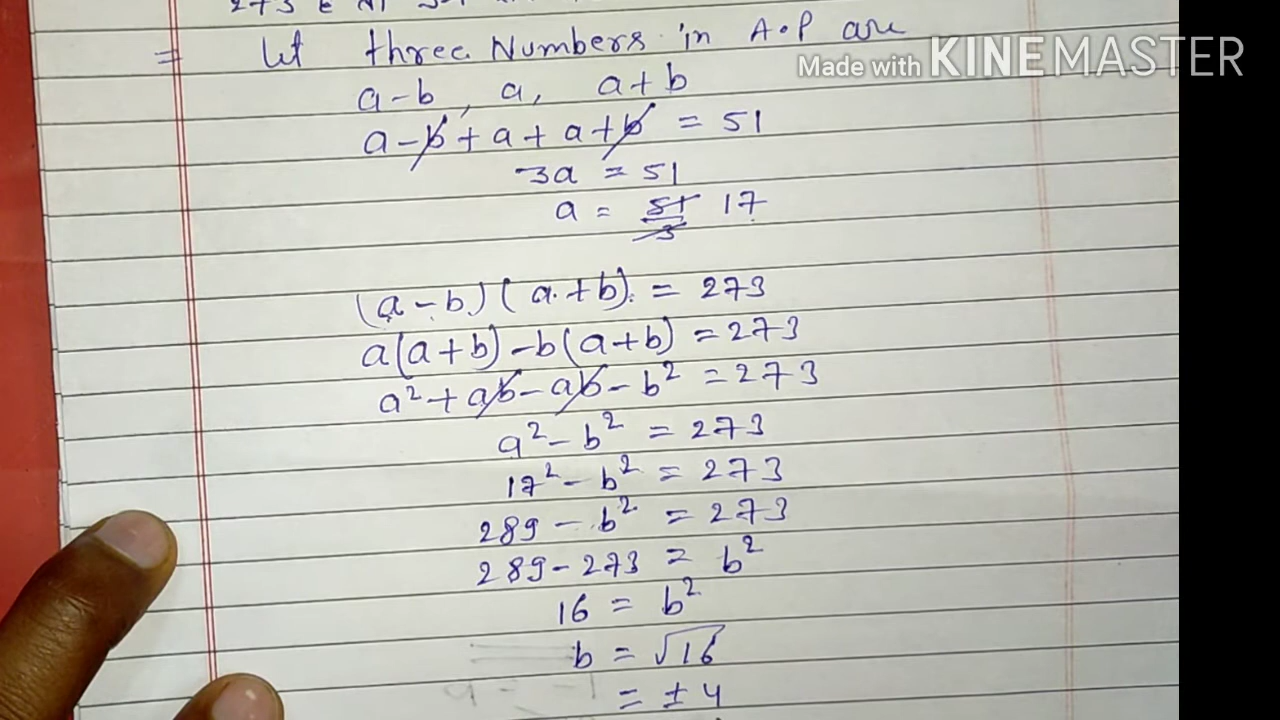 273
⇒ let three Numbers in A.P are
Made with KINEMASTER
a-b, a, a+b
a-b+a+a+b = 51
3a = 51
a = 51/3 17
(a-b)(a+b) = 273
a(a+b)-b(a+b) = 273
a²+ab-ab-b² = 273
a²-b² = 273
17²-b² = 273
289-b² = 273
289-273 = b²
16 = b²
b = √16
= ±4